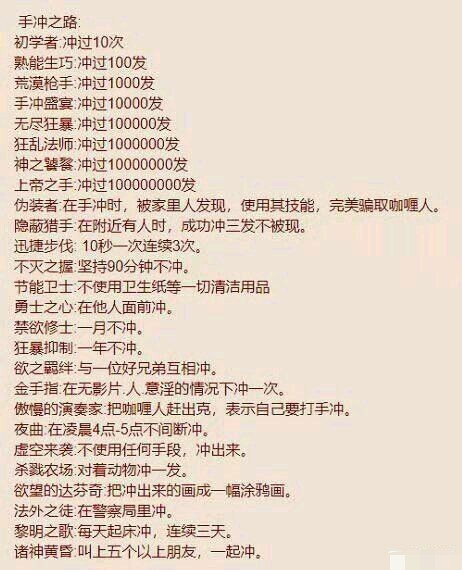 手冲之路:
初学者:冲过10次
熟能生巧:冲过100发
荒漠枪手:冲过1000发
手冲盛宴:冲过10000发
无尽狂暴:冲过100000发
狂乱法师:冲过1000000发
神之饕餮:冲过10000000发
上帝之手:冲过100000000发
伪装者:在手冲时，被家里人发现，使用其技能，完美骗取咖喱人。
隐蔽猎手:在附近有人时，成功冲三发不被现。
迅捷步伐: 10秒一次连续3次。
不灭之握:坚持90分钟不冲。
节能卫士:不使用卫生纸等一切清洁用品
勇士之心:在他人面前冲。
禁欲修士:一月不冲。
狂暴抑制:一年不冲。
欲之羁绊:与一位好兄弟互相冲。
金手指:在无影片.人.意淫的情况下冲一次。
傲慢的演奏家:把咖喱人赶出克，表示自己要打手冲。
夜曲:在凌晨4点-5点不间断冲。
虚空来袭:不使用任何手段，冲出来。
杀戮农场:对着动物冲一发。
欲望的达芬奇:把冲出来的画成一幅涂鸦画。
法外之徒:在警察局里冲。
黎明之歌:每天起床冲，连续三天。
诸神黄昏:叫上五个以上朋友，一起冲。